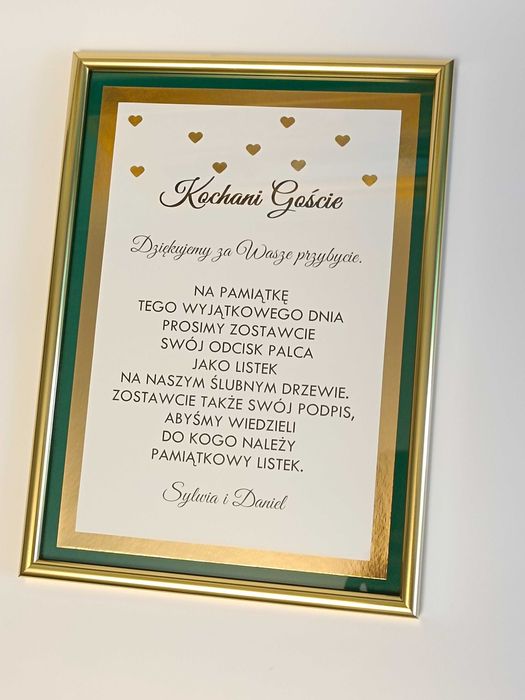 Kochani Goście
Dziękujemy za Wasze przybycie.
NA PAMIĄTKĘ
TEGO WYJĄTKOWEGO DNIA
PROSIMY ZOSTAWCIE
SWÓJ ODCISK PALCA
JAKO LISTEK
NA NASZYM ŚLUBNYM DRZEWIE.
ZOSTAWCIE TAKŻE SWÓJ PODPIS,
ABYŚMY WIEDZIELI
DO KOGO NALEŻY
PAMIĄTKOWY LISTEK.
Sylwia i Daniel